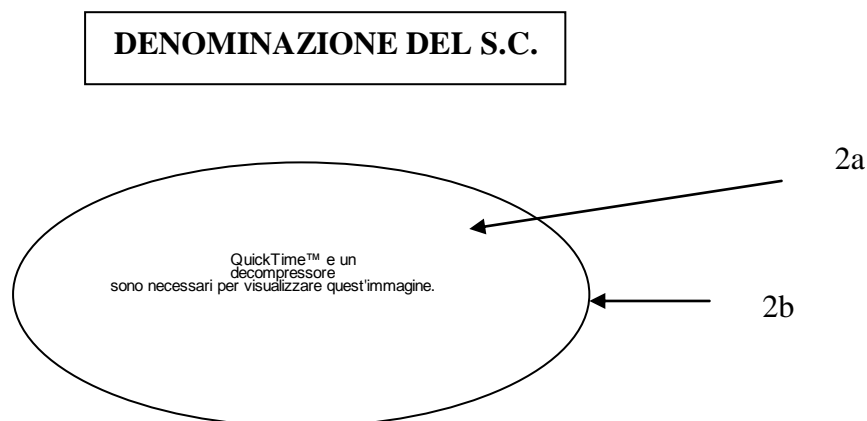 DENOMINAZIONE DEL S.C.
2a
QuickTime™ e un
decompressore
sono necessari per visualizzare quest'immagine.
2b